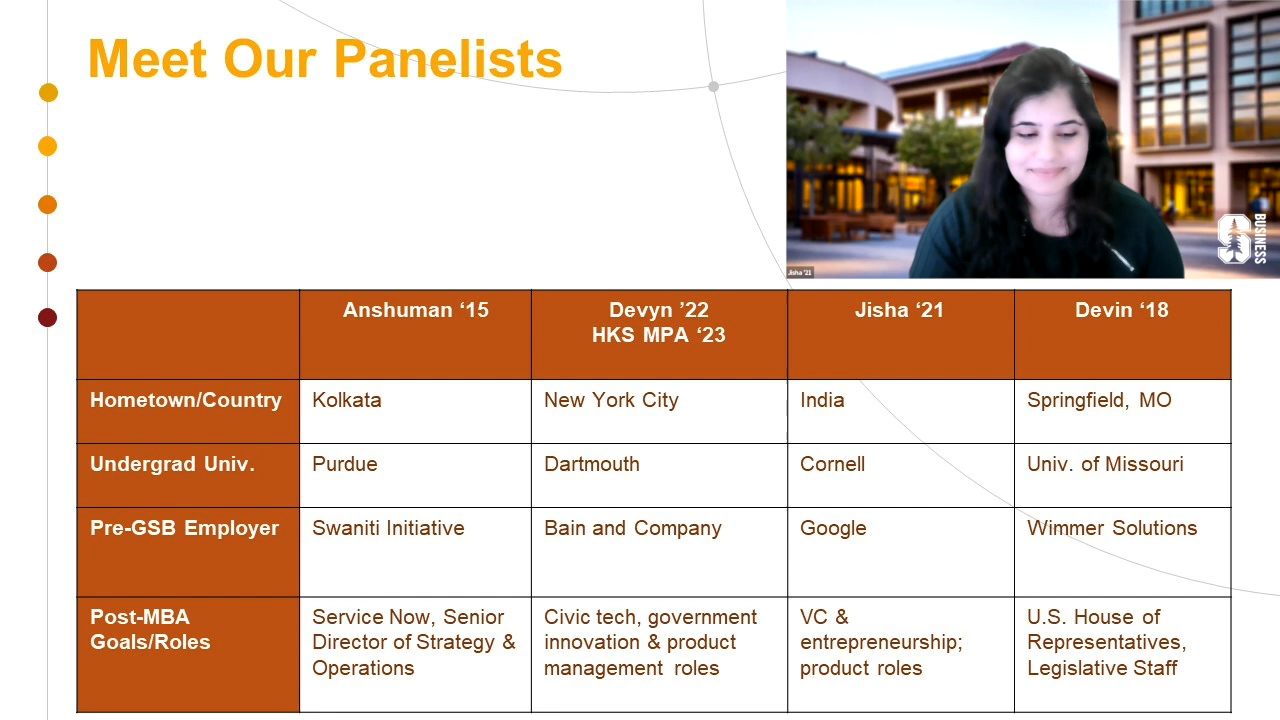 Meet Our Panelists
BUSINESS
Jisha '21
Anshuman ‘15
Devyn ’22
HKS MPA ‘23
Jisha ‘21
Devin ‘18
Hometown/Country
Kolkata
New York City
India
Springfield, MO
Undergrad Univ.
Purdue
Dartmouth
Cornell
Univ. of Missouri
Pre-GSB Employer
Swaniti Initiative
Bain and Company
Google
Wimmer Solutions
Post-MBA
Goals/Roles
Service Now, Senior
Director of Strategy &
Operations
Civic tech, government
innovation & product
management roles
VC &
entrepreneurship;
product roles
U.S. House of
Representatives,
Legislative Staff